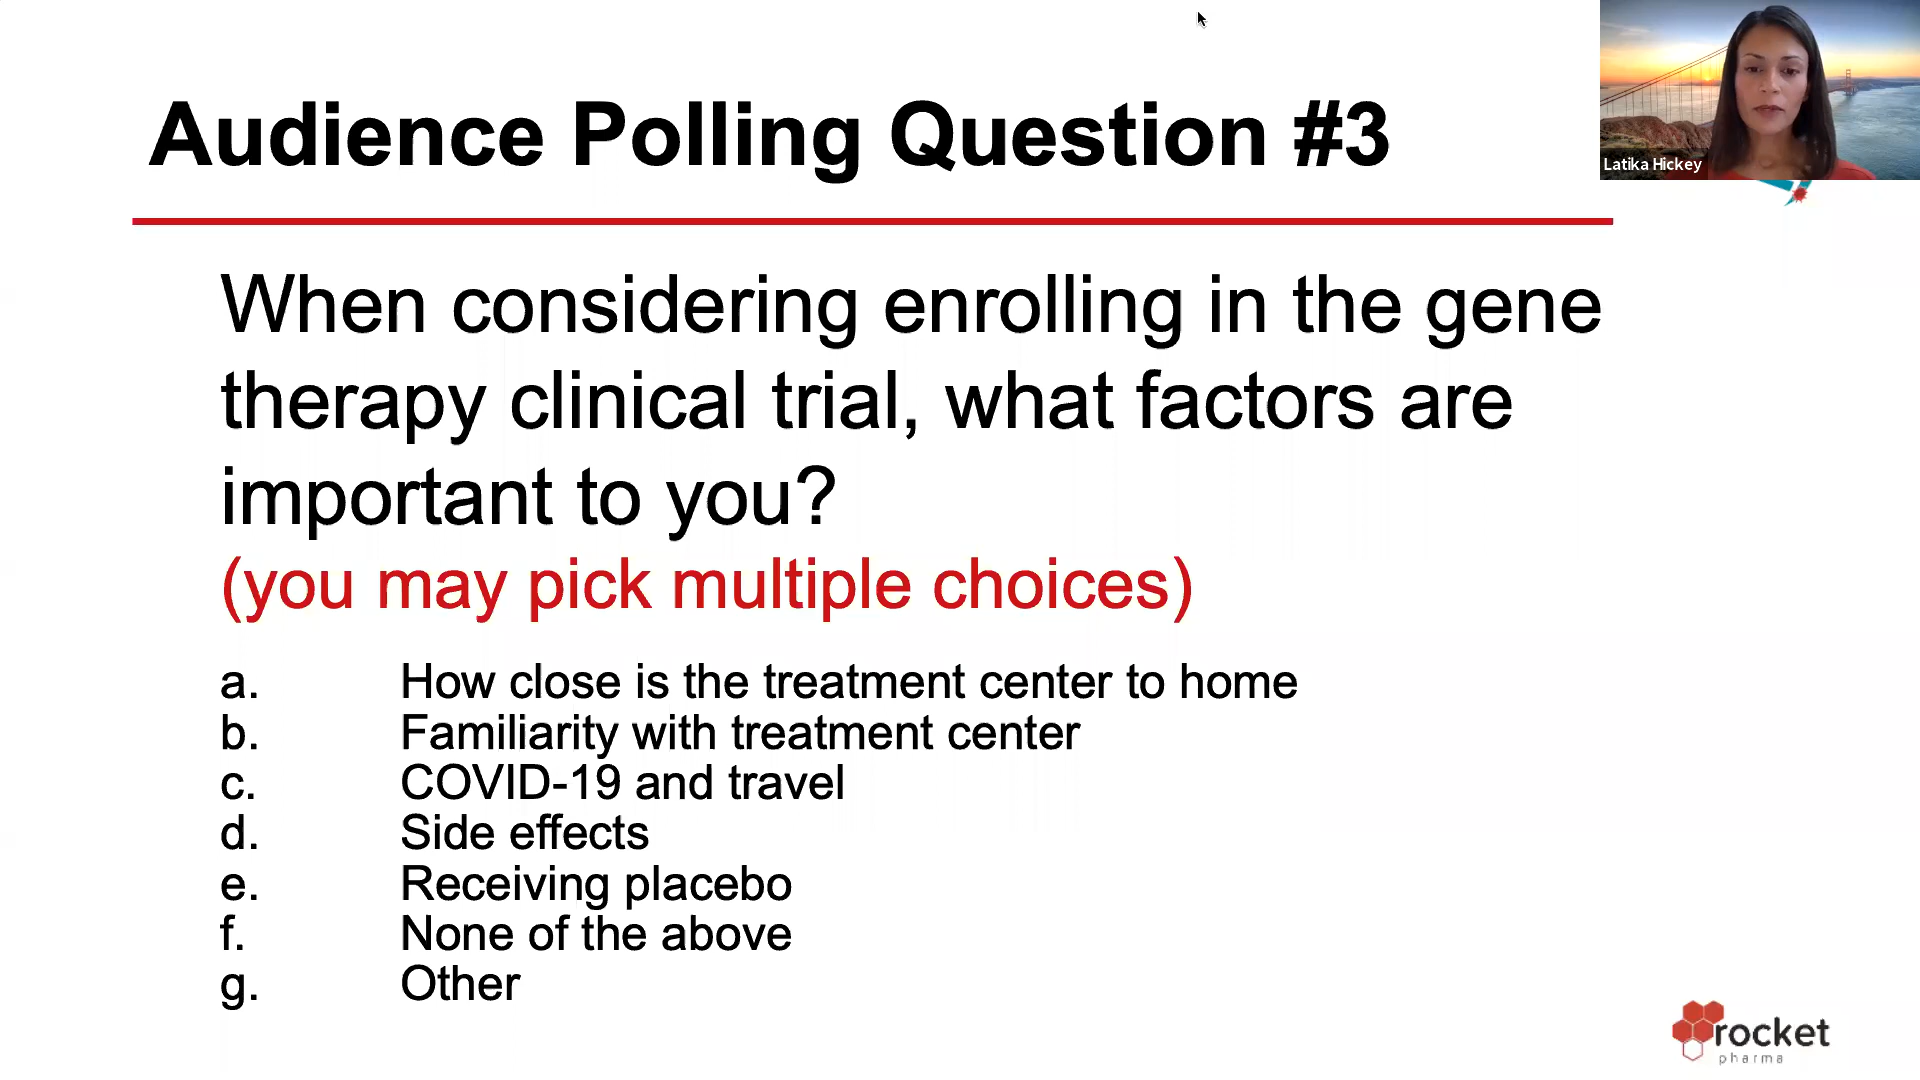 Audience Polling Question #3
Latika Hickey
When considering enrolling in the gene
therapy clinical trial, what factors are
important to you?
(you may pick multiple choices)
a. How close is the treatment center to home
b. Familiarity with treatment center
c. COVID-19 and travel
d. Side effects
e. Receiving placebo
f. None of the above
g. Other
rocket
pharma